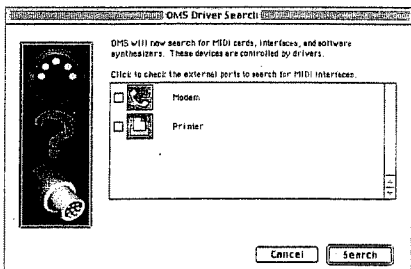 OMS Driver Search
OMS will now search for MIDI cards, interfaces, and software
synthesizers. These devices are controlled by drivers.
Click to check the external ports to search for MIDI interfaces.
Modem
Printer
Cancel
Search